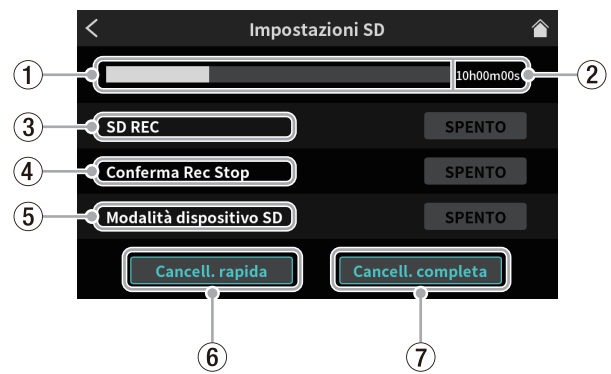 Impostazioni SD
① 10h00m00s ②
③ SD REC SPENTO
④ Conferma Rec Stop SPENTO
⑤ Modalità dispositivo SD SPENTO
Cancell. rapida Cancell. completa
⑥ ⑦